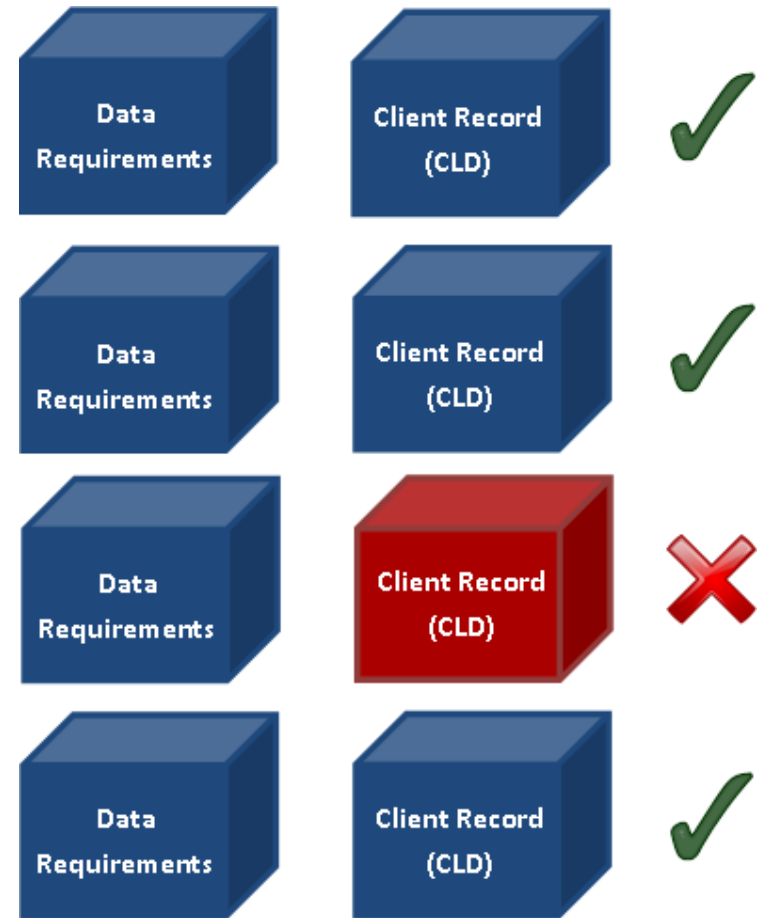 Data
Requirements
Client Record
(CLD)
Data
Requirements
Client Record
(CLD)
Data
Requirements
Client Record
(CLD)
Data
Requirements
Client Record
(CLD)